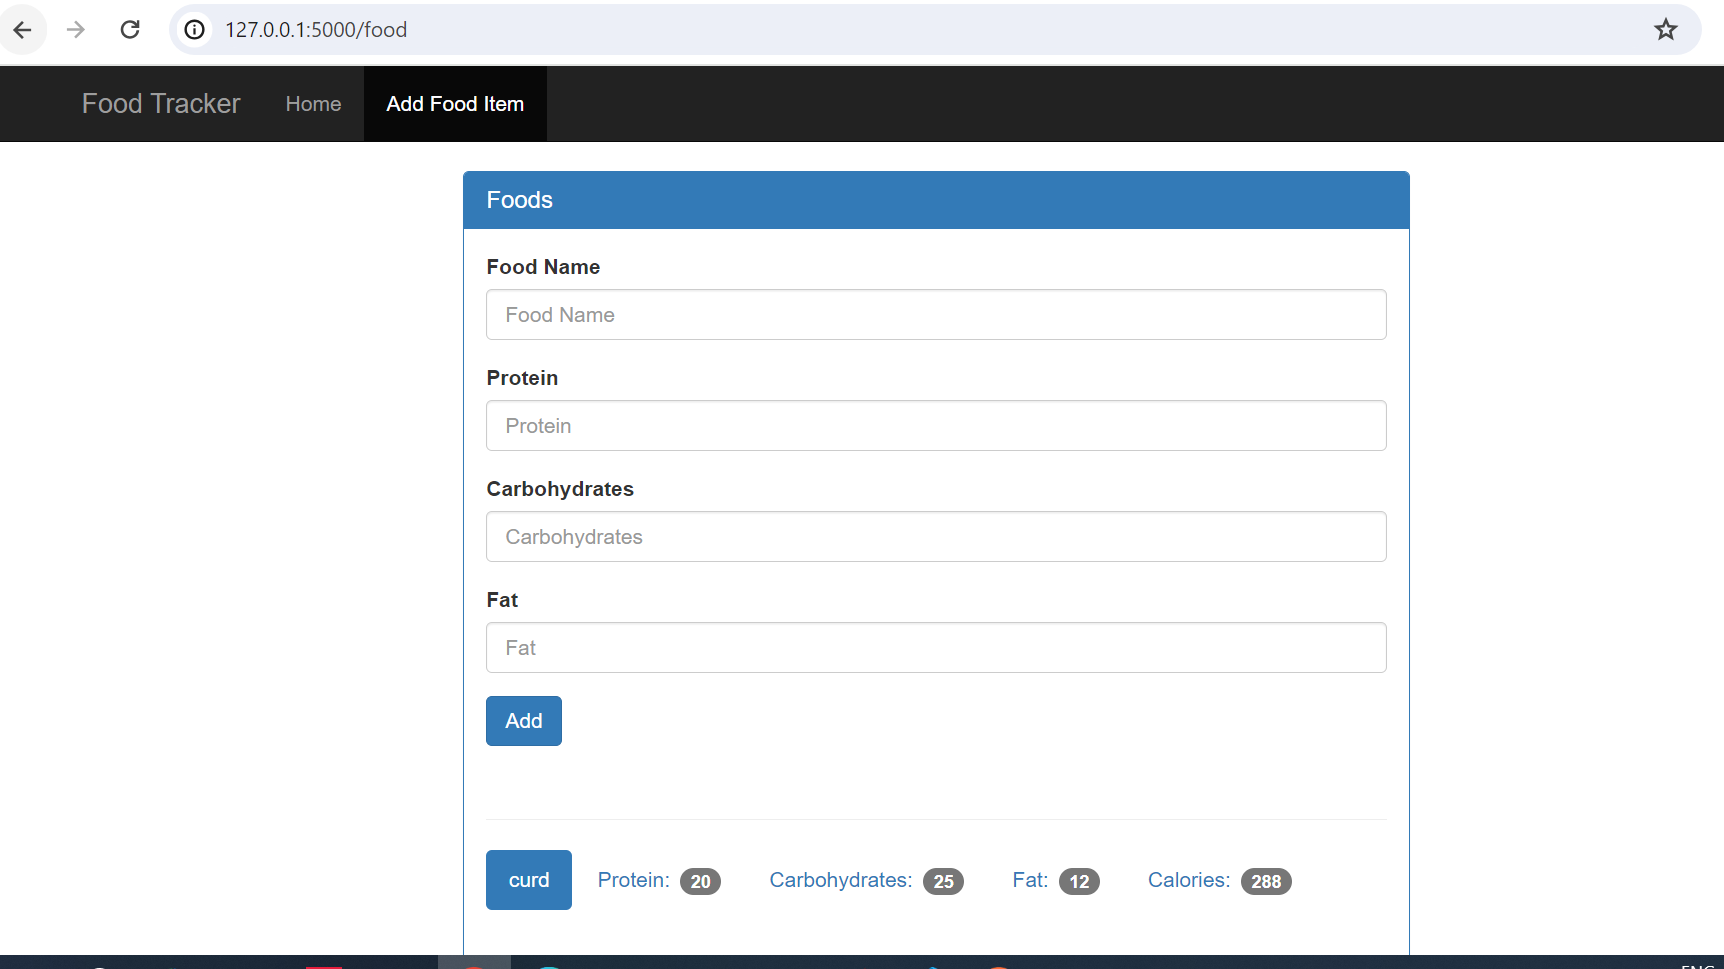 127.0.0.1:5000/food
Food Tracker Home Add Food Item
Foods
Food Name
Food Name
Protein
Protein
Carbohydrates
Carbohydrates
Fat
Fat
Add
curd Protein: 20 Carbohydrates: 25 Fat: 12 Calories: 288